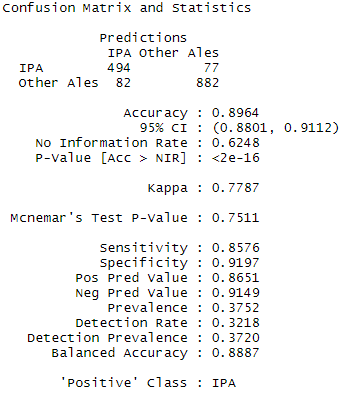 Confusion Matrix and Statistics
Predictions
IPA Other Ales
IPA 494 77
Other Ales 82 882
Accuracy : 0.8964
95% CI : (0.8801, 0.9112)
No Information Rate : 0.6248
P-Value [Acc > NIR] : <2e-16
Kappa : 0.7787
Mcnemar's Test P-Value : 0.7511
Sensitivity : 0.8576
Specificity : 0.9197
Pos Pred Value : 0.8651
Neg Pred Value : 0.9149
Prevalence : 0.3752
Detection Rate : 0.3218
Detection Prevalence : 0.3720
Balanced Accuracy : 0.8887
'Positive' Class : IPA